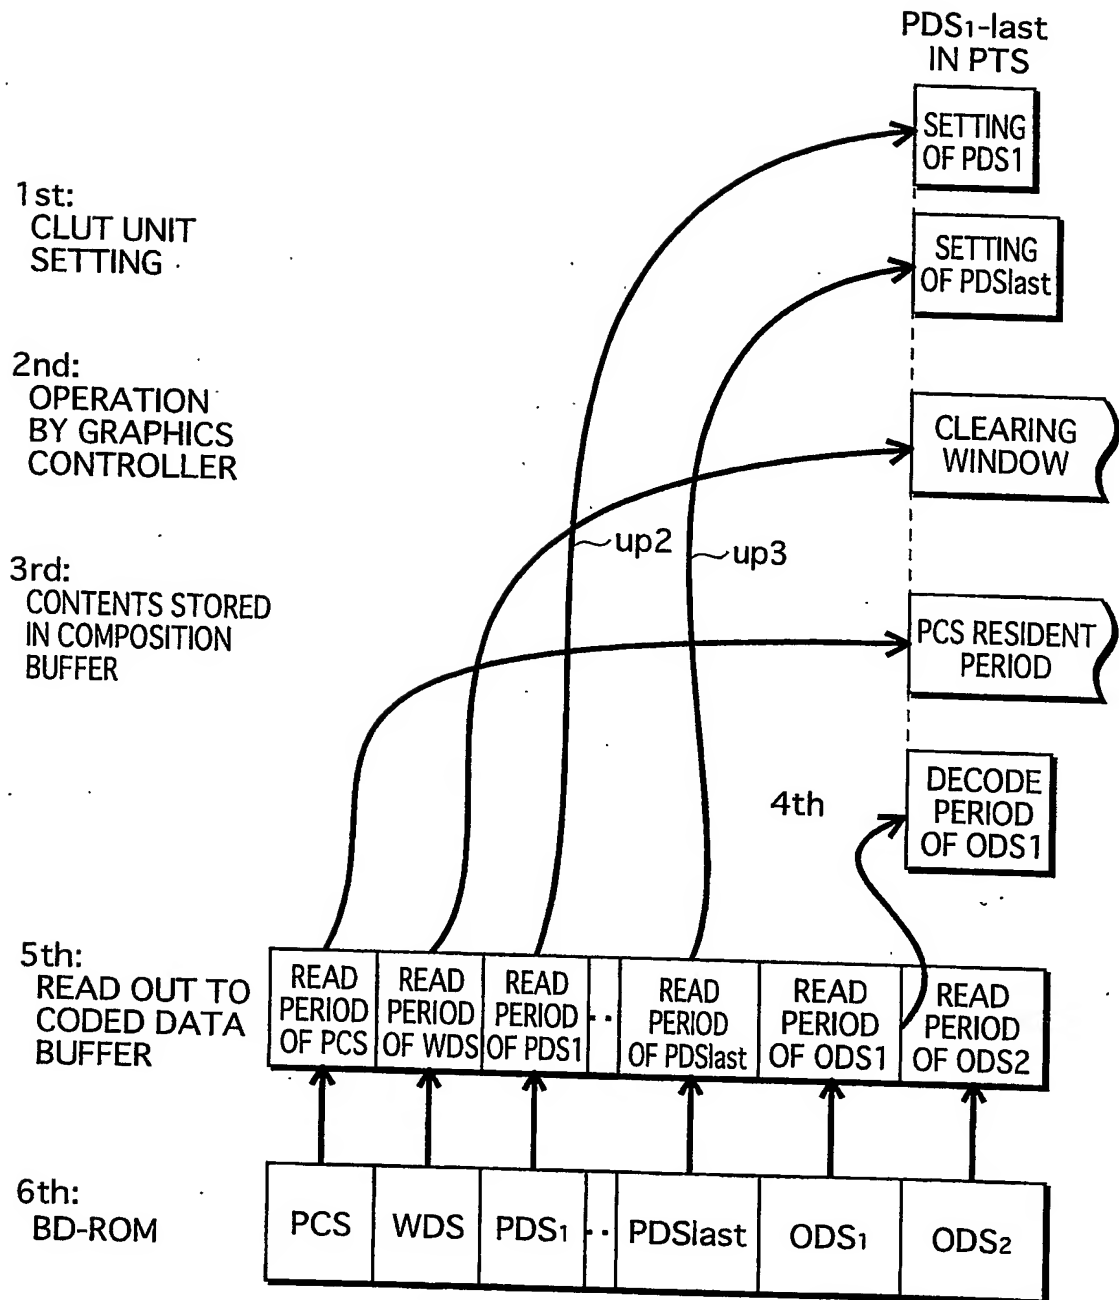 PDS1-last
IN PTS
SETTING
OF PDS1
1st:
CLUT UNIT
SETTING
SETTING
OF PDSlast
2nd:
OPERATION
BY GRAPHICS
CONTROLLER
CLEARING
WINDOW
up2
up3
3rd:
CONTENTS STORED
IN COMPOSITION
BUFFER
PCS RESIDENT
PERIOD
4th
DECODE
PERIOD
OF ODS1
5th:
READ OUT TO
CODED DATA
BUFFER
READ
PERIOD
OF PCS
READ
PERIOD
OF WDS
READ
PERIOD
OF PDS1
··
READ
PERIOD
OF PDSlast
READ
PERIOD
OF ODS1
READ
PERIOD
OF ODS2
6th:
BD-ROM
PCS
WDS
PDS1
··
PDSlast
ODS1
ODS2